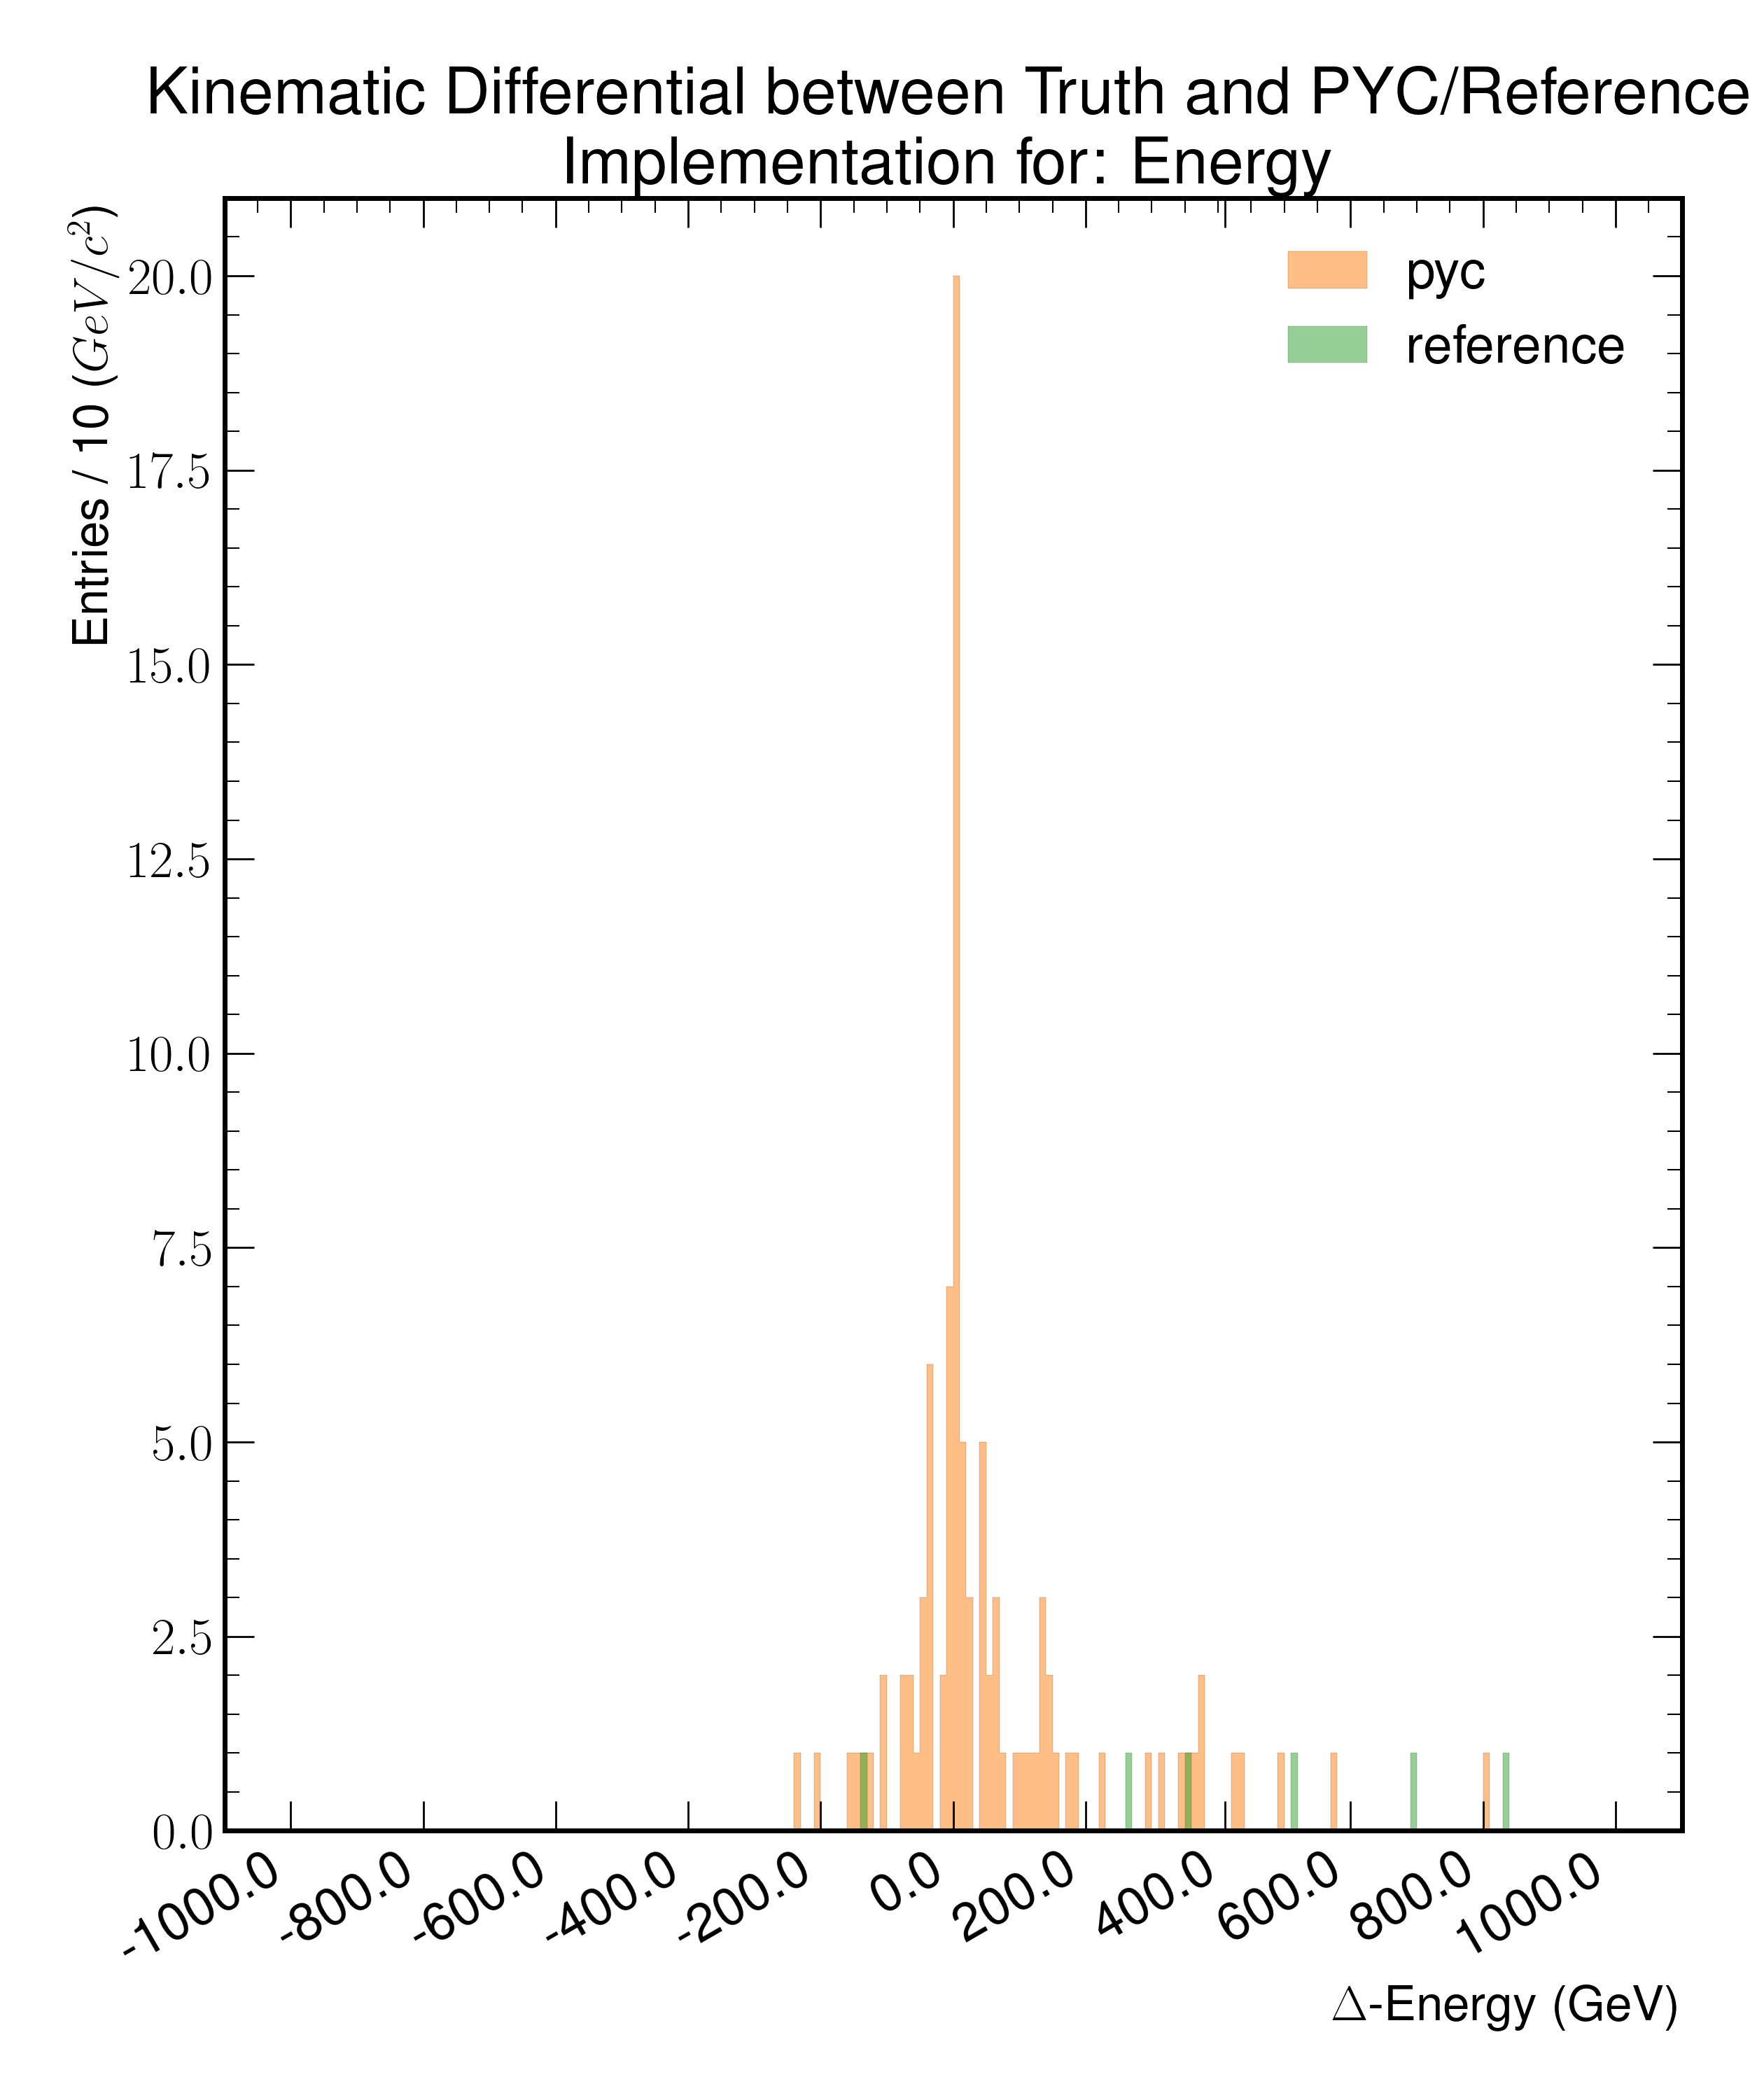 Kinematic Differential between Truth and PYC/Reference
Implementation for: Energy
Entries / 10 (GeV/c²)
pyc
reference
20.0
17.5
15.0
12.5
10.0
7.5
5.0
2.5
0.0
-1000.0 -800.0 -600.0 -400.0 -200.0 0.0 200.0 400.0 600.0 800.0 1000.0
Δ-Energy (GeV)